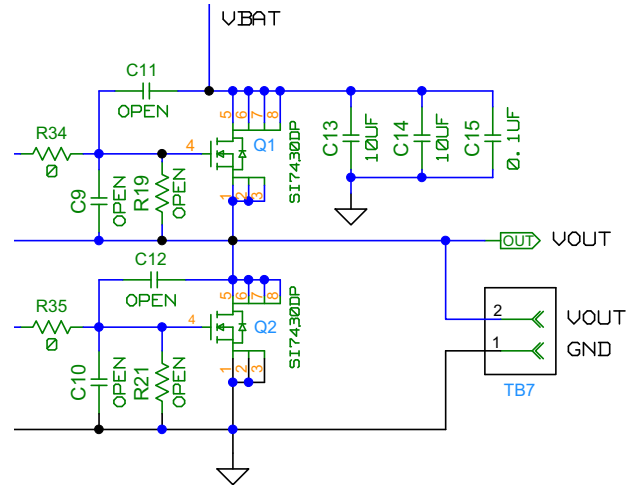 VBAT
C11
OPEN
5 6 7 8
R34
0
4
Q1
SI7430DP
C13
10UF
C14
10UF
C15
0.1UF
C9
OPEN
R19
OPEN
1 2 3
OUT
VOUT
C12
OPEN
5 6 7 8
R35
0
4
Q2
SI7430DP
2
VOUT
1
GND
TB7
C10
OPEN
R21
OPEN
1 2 3